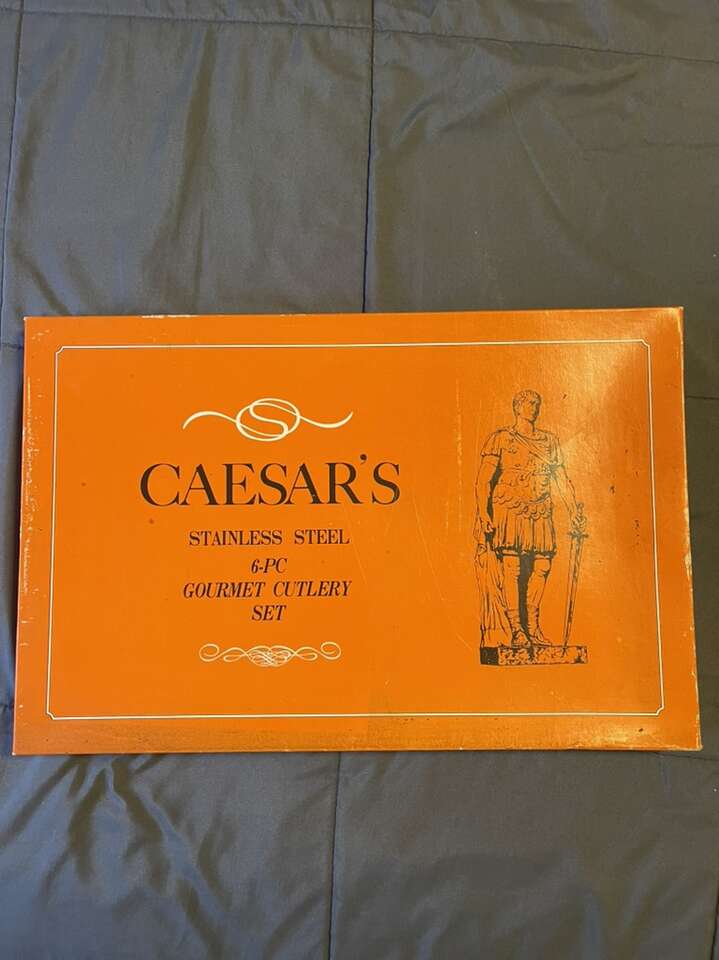 CAESAR'S
STAINLESS STEEL
6-PC
GOURMET CUTLERY
SET